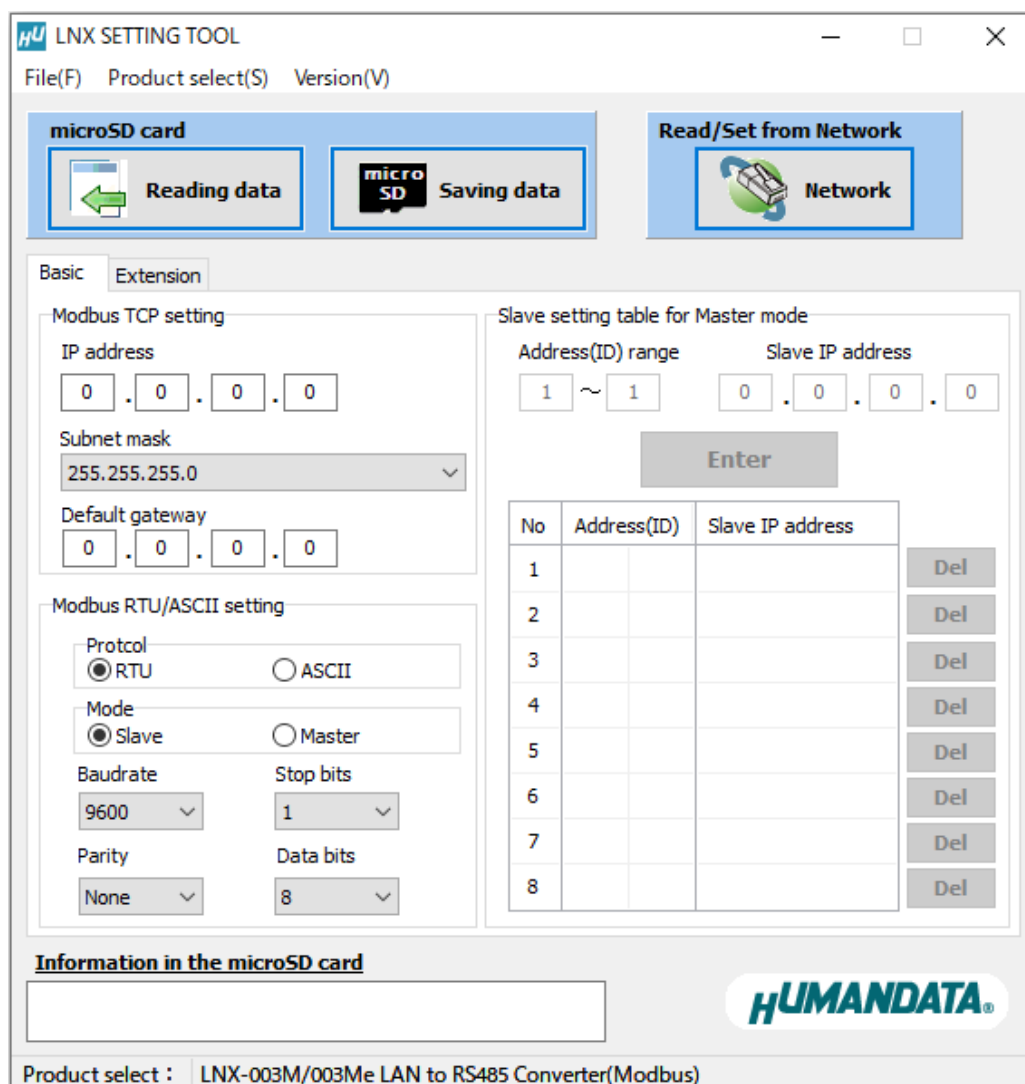 HU LNX SETTING TOOL
File(F) Product select(S) Version(V)
microSD card
Reading data
micro
SD
Saving data
Read/Set from Network
Network
Basic Extension
Modbus TCP setting
IP address
0 . 0 . 0 . 0
Subnet mask
255.255.255.0
Default gateway
0 . 0 . 0 . 0
Modbus RTU/ASCII setting
Protcol
RTU ASCII
Mode
Slave Master
Baudrate Stop bits
9600 1
Parity Data bits
None 8
Slave setting table for Master mode
Address(ID) range Slave IP address
1 ～ 1 0 . 0 . 0 . 0
Enter
No Address(ID) Slave IP address
1 Del
2 Del
3 Del
4 Del
5 Del
6 Del
7 Del
8 Del
Information in the microSD card
HUMANDATA®
Product select： LNX-003M/003Me LAN to RS485 Converter(Modbus)